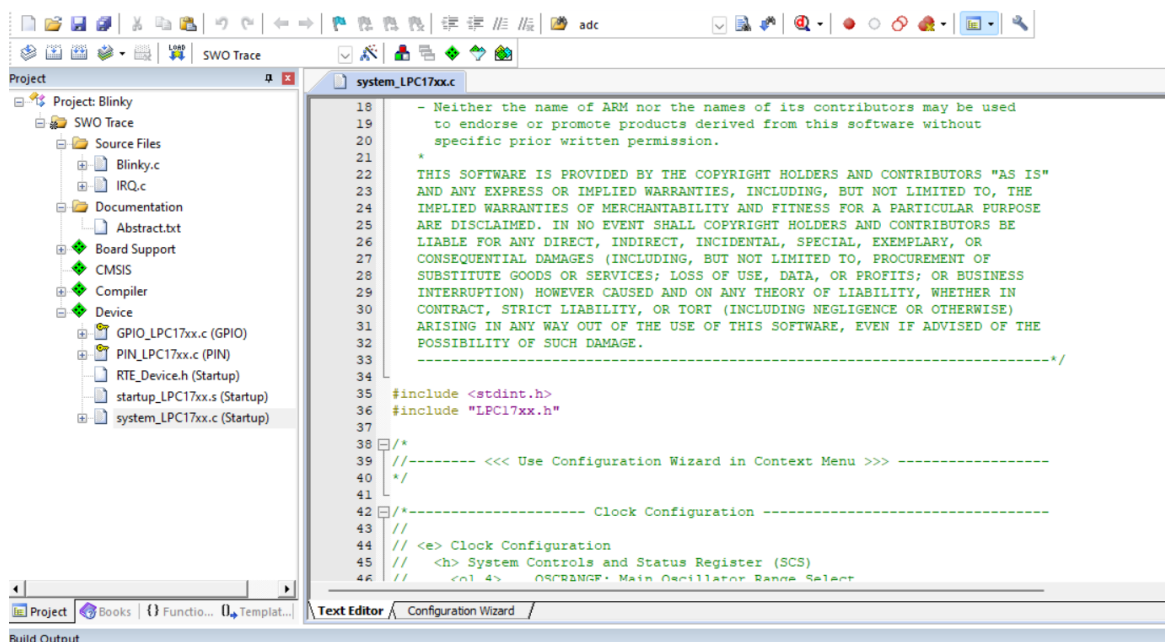 adc
LOAD
SWO Trace
Project
Project: Blinky
SWO Trace
Source Files
Blinky.c
IRQ.c
Documentation
Abstract.txt
Board Support
CMSIS
Compiler
Device
GPIO_LPC17xx.c (GPIO)
PIN_LPC17xx.c (PIN)
RTE_Device.h (Startup)
startup_LPC17xx.s (Startup)
system_LPC17xx.c (Startup)
Project Books {} Functio... 0 Templat...
system_LPC17xx.c
18 - Neither the name of ARM nor the names of its contributors may be used
19 to endorse or promote products derived from this software without
20 specific prior written permission.
21 *
22 THIS SOFTWARE IS PROVIDED BY THE COPYRIGHT HOLDERS AND CONTRIBUTORS "AS IS"
23 AND ANY EXPRESS OR IMPLIED WARRANTIES, INCLUDING, BUT NOT LIMITED TO, THE
24 IMPLIED WARRANTIES OF MERCHANTABILITY AND FITNESS FOR A PARTICULAR PURPOSE
25 ARE DISCLAIMED. IN NO EVENT SHALL COPYRIGHT HOLDERS AND CONTRIBUTORS BE
26 LIABLE FOR ANY DIRECT, INDIRECT, INCIDENTAL, SPECIAL, EXEMPLARY, OR
27 CONSEQUENTIAL DAMAGES (INCLUDING, BUT NOT LIMITED TO, PROCUREMENT OF
28 SUBSTITUTE GOODS OR SERVICES; LOSS OF USE, DATA, OR PROFITS; OR BUSINESS
29 INTERRUPTION) HOWEVER CAUSED AND ON ANY THEORY OF LIABILITY, WHETHER IN
30 CONTRACT, STRICT LIABILITY, OR TORT (INCLUDING NEGLIGENCE OR OTHERWISE)
31 ARISING IN ANY WAY OUT OF THE USE OF THIS SOFTWARE, EVEN IF ADVISED OF THE
32 POSSIBILITY OF SUCH DAMAGE.
33 ---------------------------------------------------------------------------*/
34
35 #include <stdint.h>
36 #include "LPC17xx.h"
37
38 /*
39 //-------- <<< Use Configuration Wizard in Context Menu >>> ------------------
40 */
41
42 /*--------------------- Clock Configuration ----------------------------------
43 //
44 // <e> Clock Configuration
45 // <h> System Controls and Status Register (SCS)
46 // <o1.4> OSCRANGE: Main Oscillator Range Select
Text Editor Configuration Wizard
Build Output